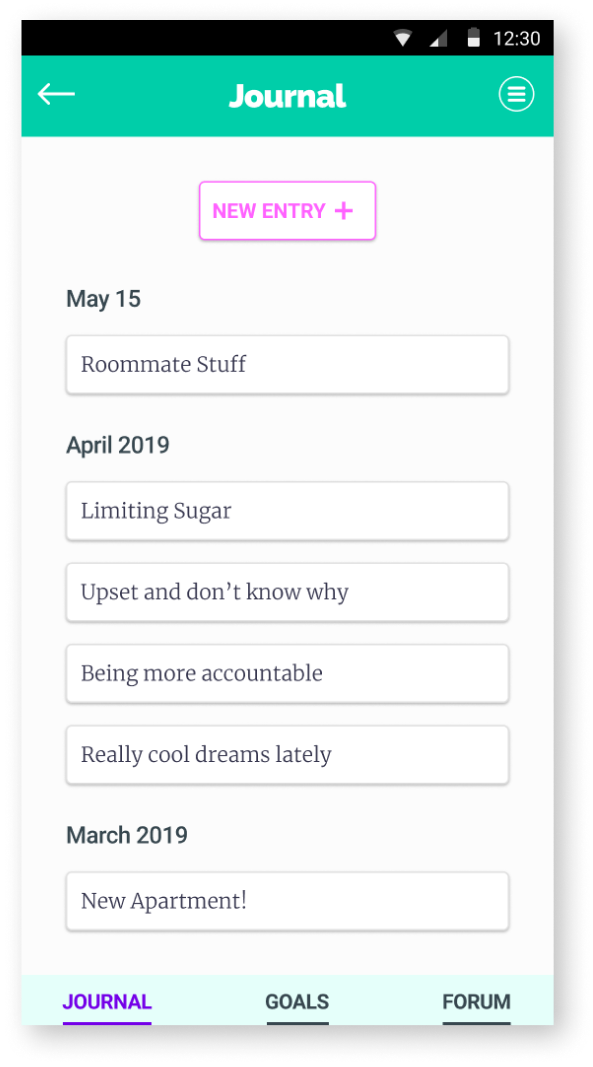 12:30
Journal
NEW ENTRY +
May 15
Roommate Stuff
April 2019
Limiting Sugar
Upset and don’t know why
Being more accountable
Really cool dreams lately
March 2019
New Apartment!
JOURNAL GOALS FORUM